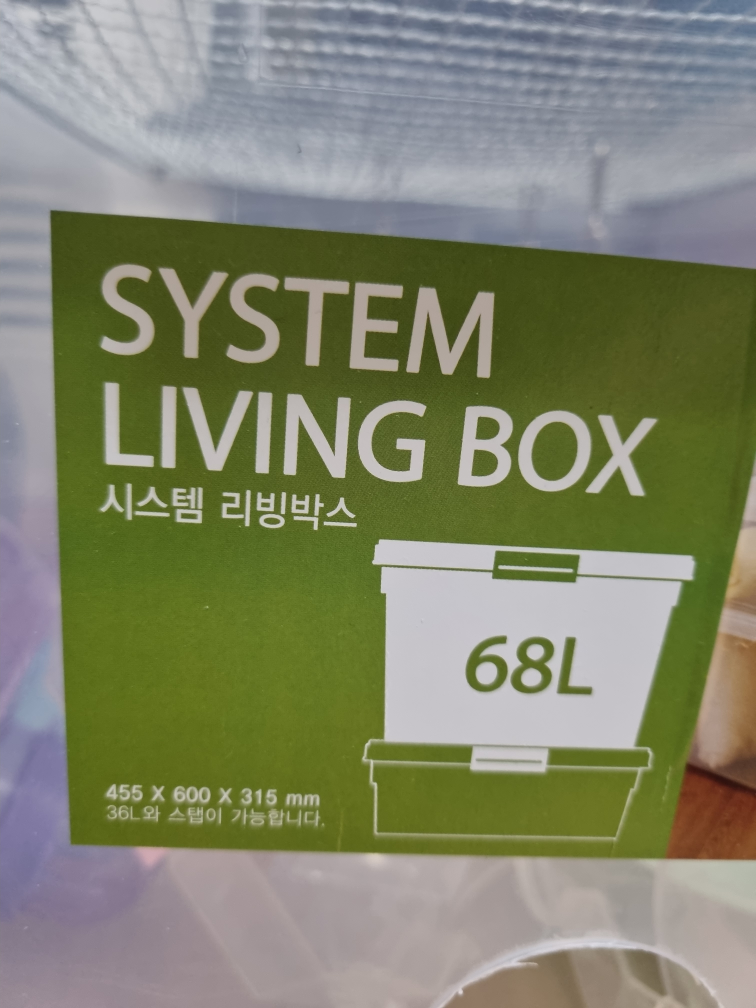 SYSTEM
LIVING BOX
시스템 리빙박스
68L
455 X 600 X 315 mm
36L와 스탭이 가능합니다.